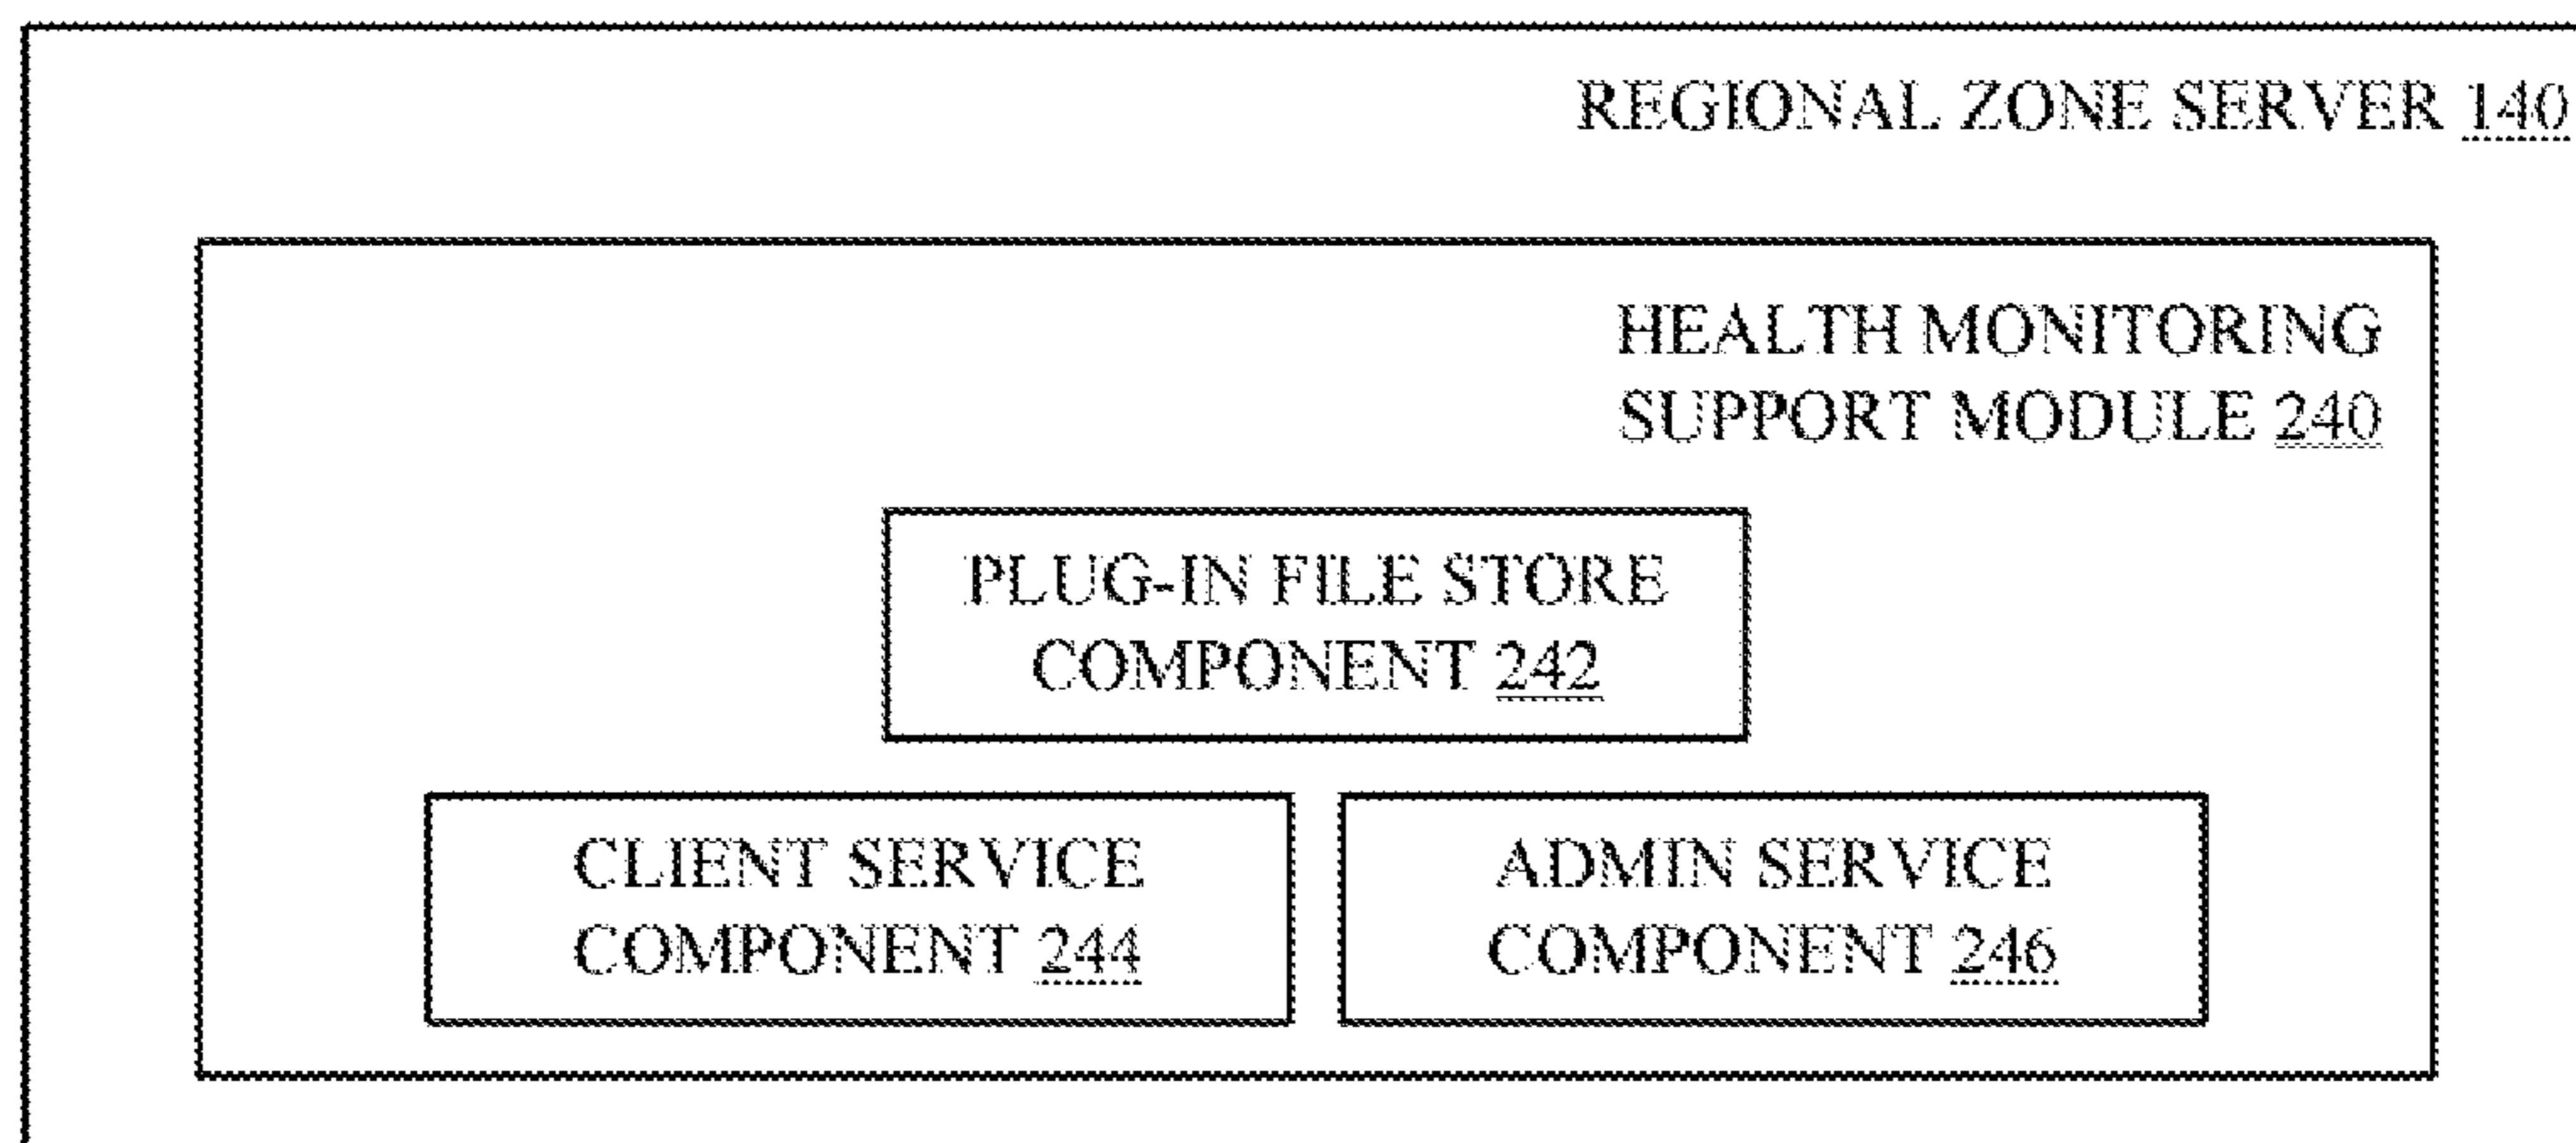 REGIONAL ZONE SERVER 140
HEALTH MONITORING
SUPPORT MODULE 240
PLUG-IN FILE STORE
COMPONENT 242
CLIENT SERVICE
COMPONENT 244
ADMIN SERVICE
COMPONENT 246